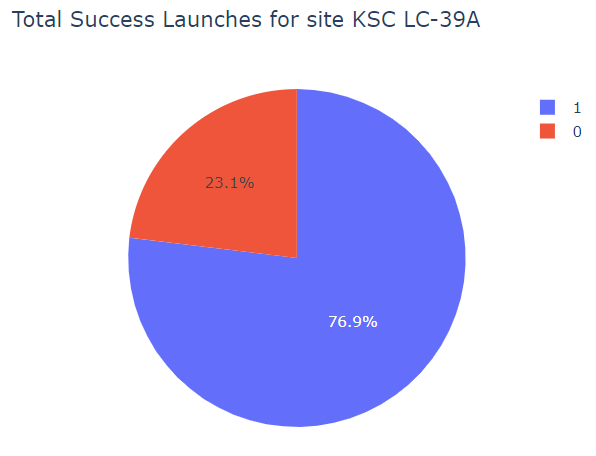 Total Success Launches for site KSC LC-39A
1
0
23.1%
76.9%